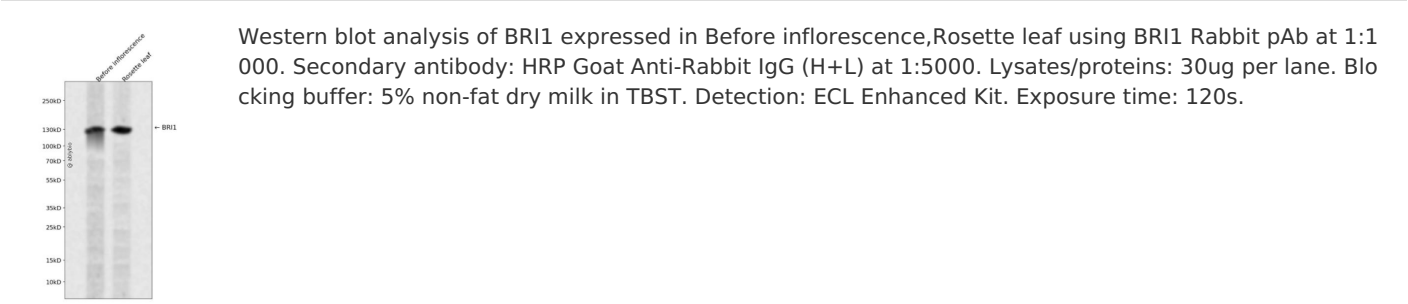 Before inflorescence
Rosette leaf
Western blot analysis of BRI1 expressed in Before inflorescence,Rosette leaf using BRI1 Rabbit pAb at 1:1
000. Secondary antibody: HRP Goat Anti-Rabbit IgG (H+L) at 1:5000. Lysates/proteins: 30ug per lane. Blo
cking buffer: 5% non-fat dry milk in TBST. Detection: ECL Enhanced Kit. Exposure time: 120s.
250kD
130kD
← BRI1
100kD
70kD
@ abybio
55kD
35kD
25kD
15kD
10kD